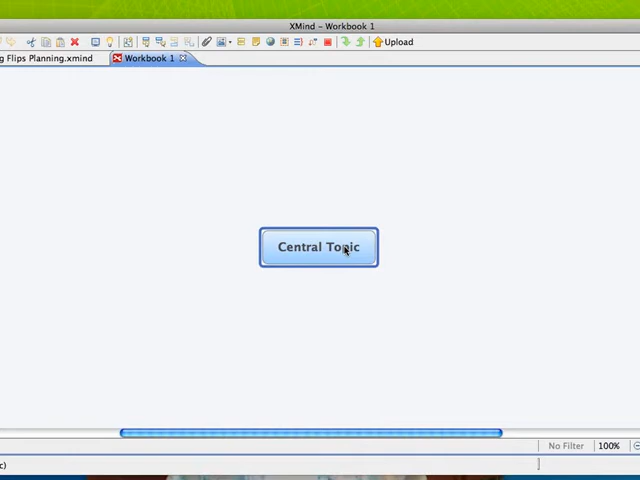 XMind - Workbook 1
Upload
g Flips Planning.xmind
Workbook 1
Central Topic
No Filter
100%
c)